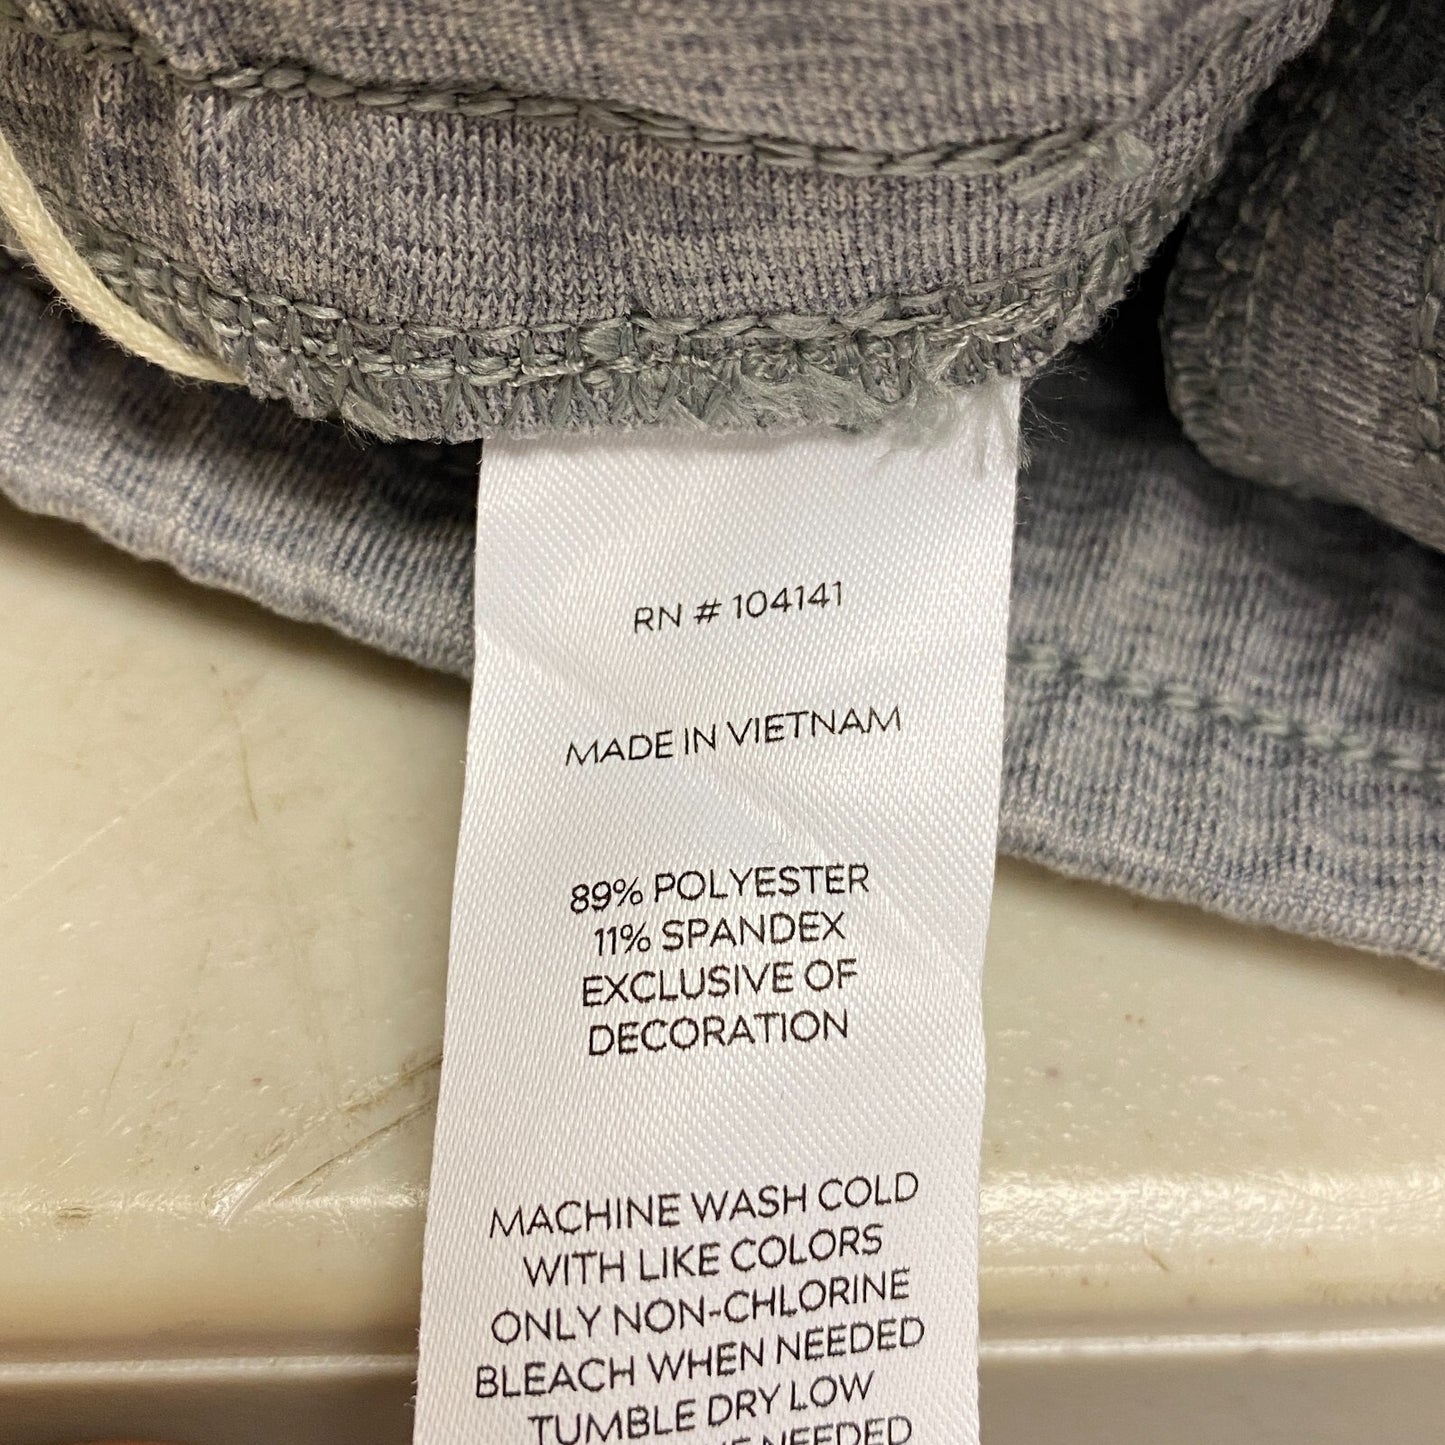 RN # 104141
MADE IN VIETNAM
89% POLYESTER
11% SPANDEX
EXCLUSIVE OF
DECORATION
MACHINE WASH COLD
WITH LIKE COLORS
ONLY NON-CHLORINE
BLEACH WHEN NEEDED
TUMBLE DRY LOW
NEEDED